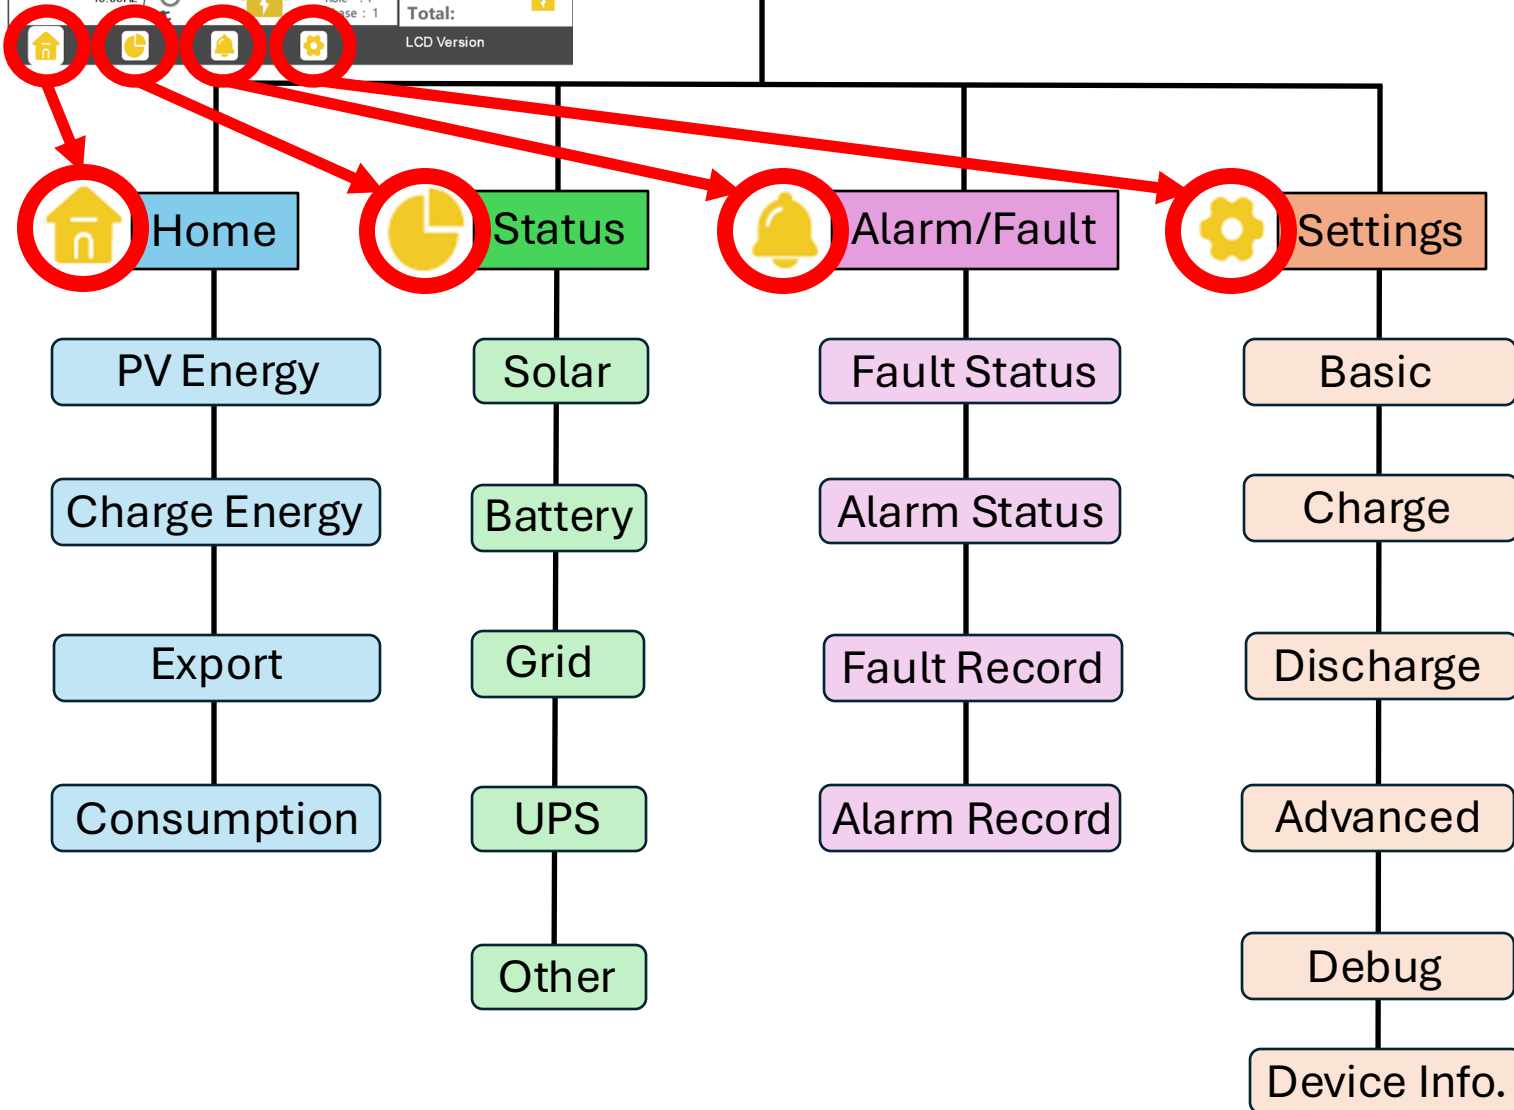 Total:
LCD Version
Home
Status
Alarm/Fault
Settings
PV Energy
Solar
Fault Status
Basic
Charge Energy
Battery
Alarm Status
Charge
Export
Grid
Fault Record
Discharge
Consumption
UPS
Alarm Record
Advanced
Other
Debug
Device Info.